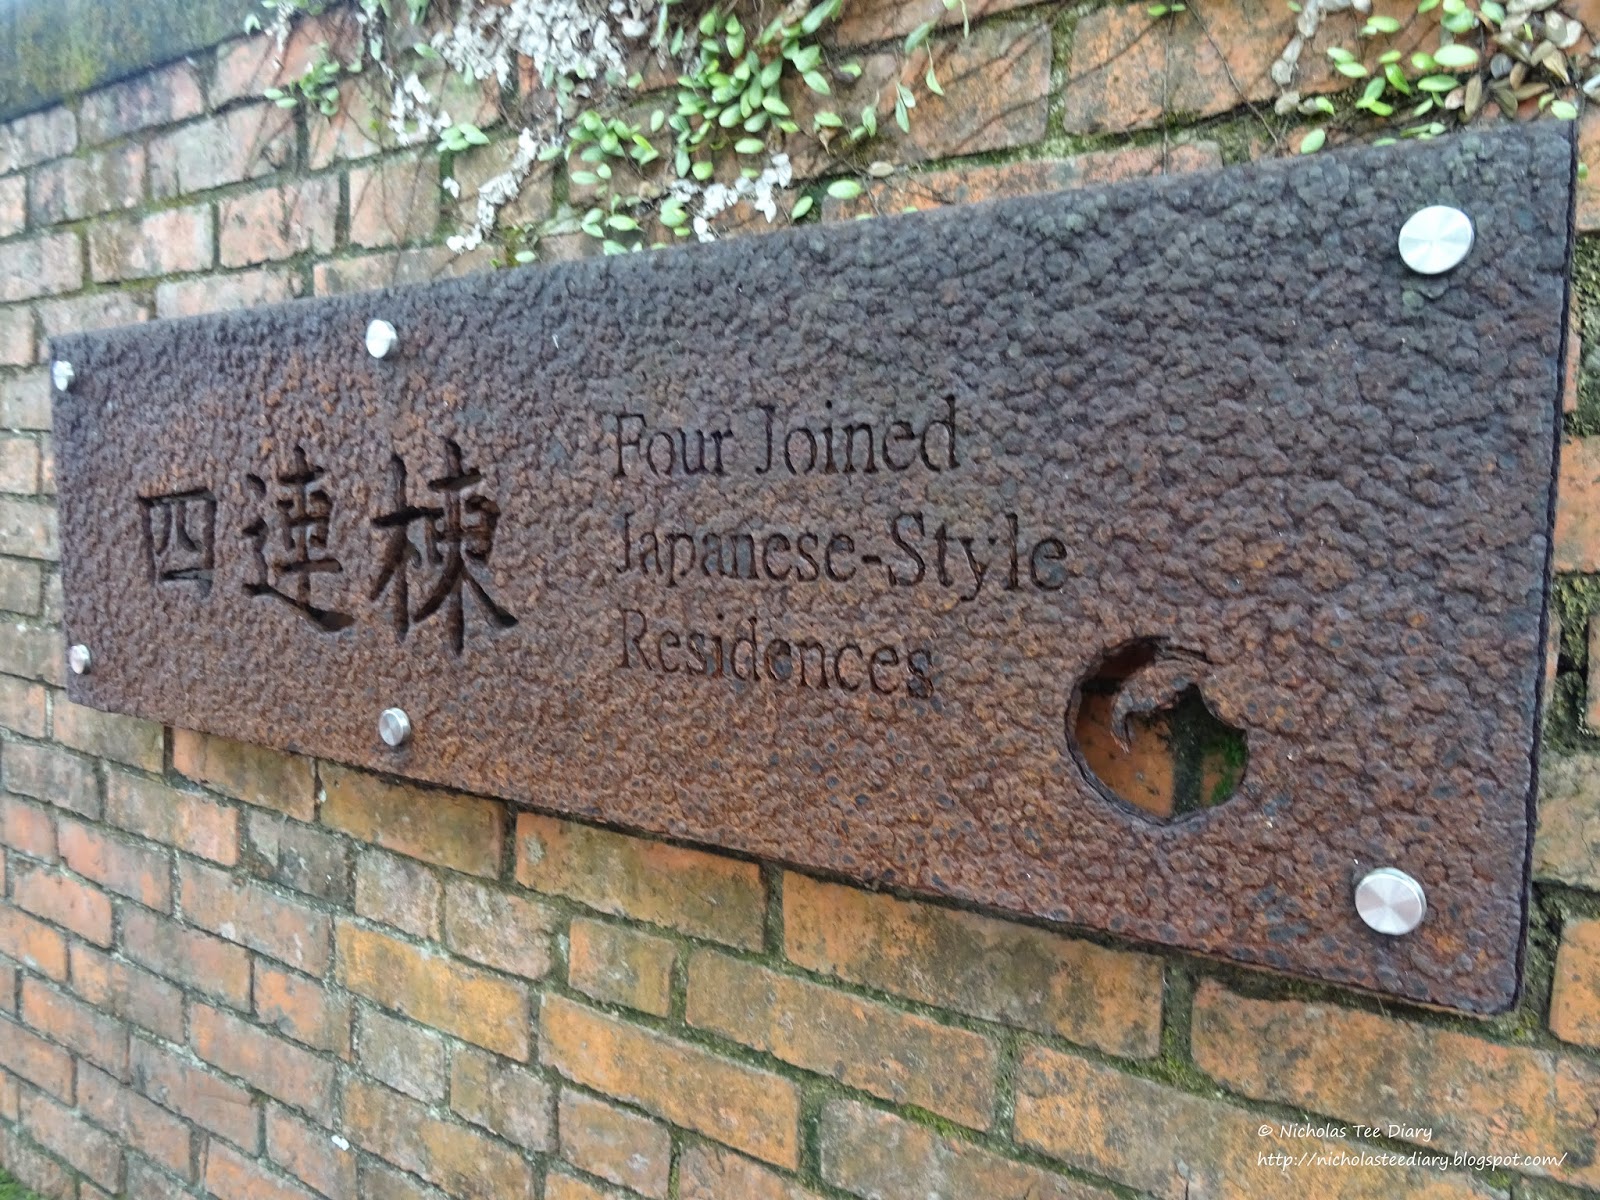 四連棟
Four Joined
Japanese-Style
Residences
© Nicholas Tee Diary
http://nicholasteediary.blogspot.com/